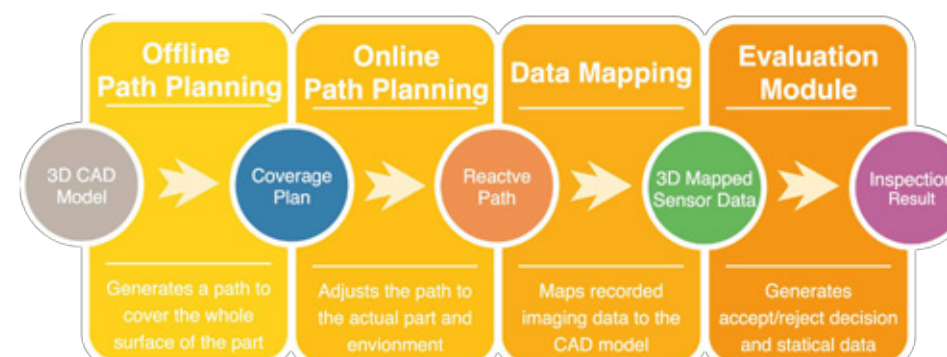 Offline
Path Planning
Online
Path Planning
Data Mapping
Evaluation
Module
3D CAD
Model
Coverage
Plan
Reactve
Path
3D Mapped
Sensor Data
Inspection
Result
Generates a path to
cover the whole
surface of the part
Adjusts the path to
the actual part and
envionment
Maps recorded
imaging data to the
CAD model
Generates
accept/reject decision
and statical data